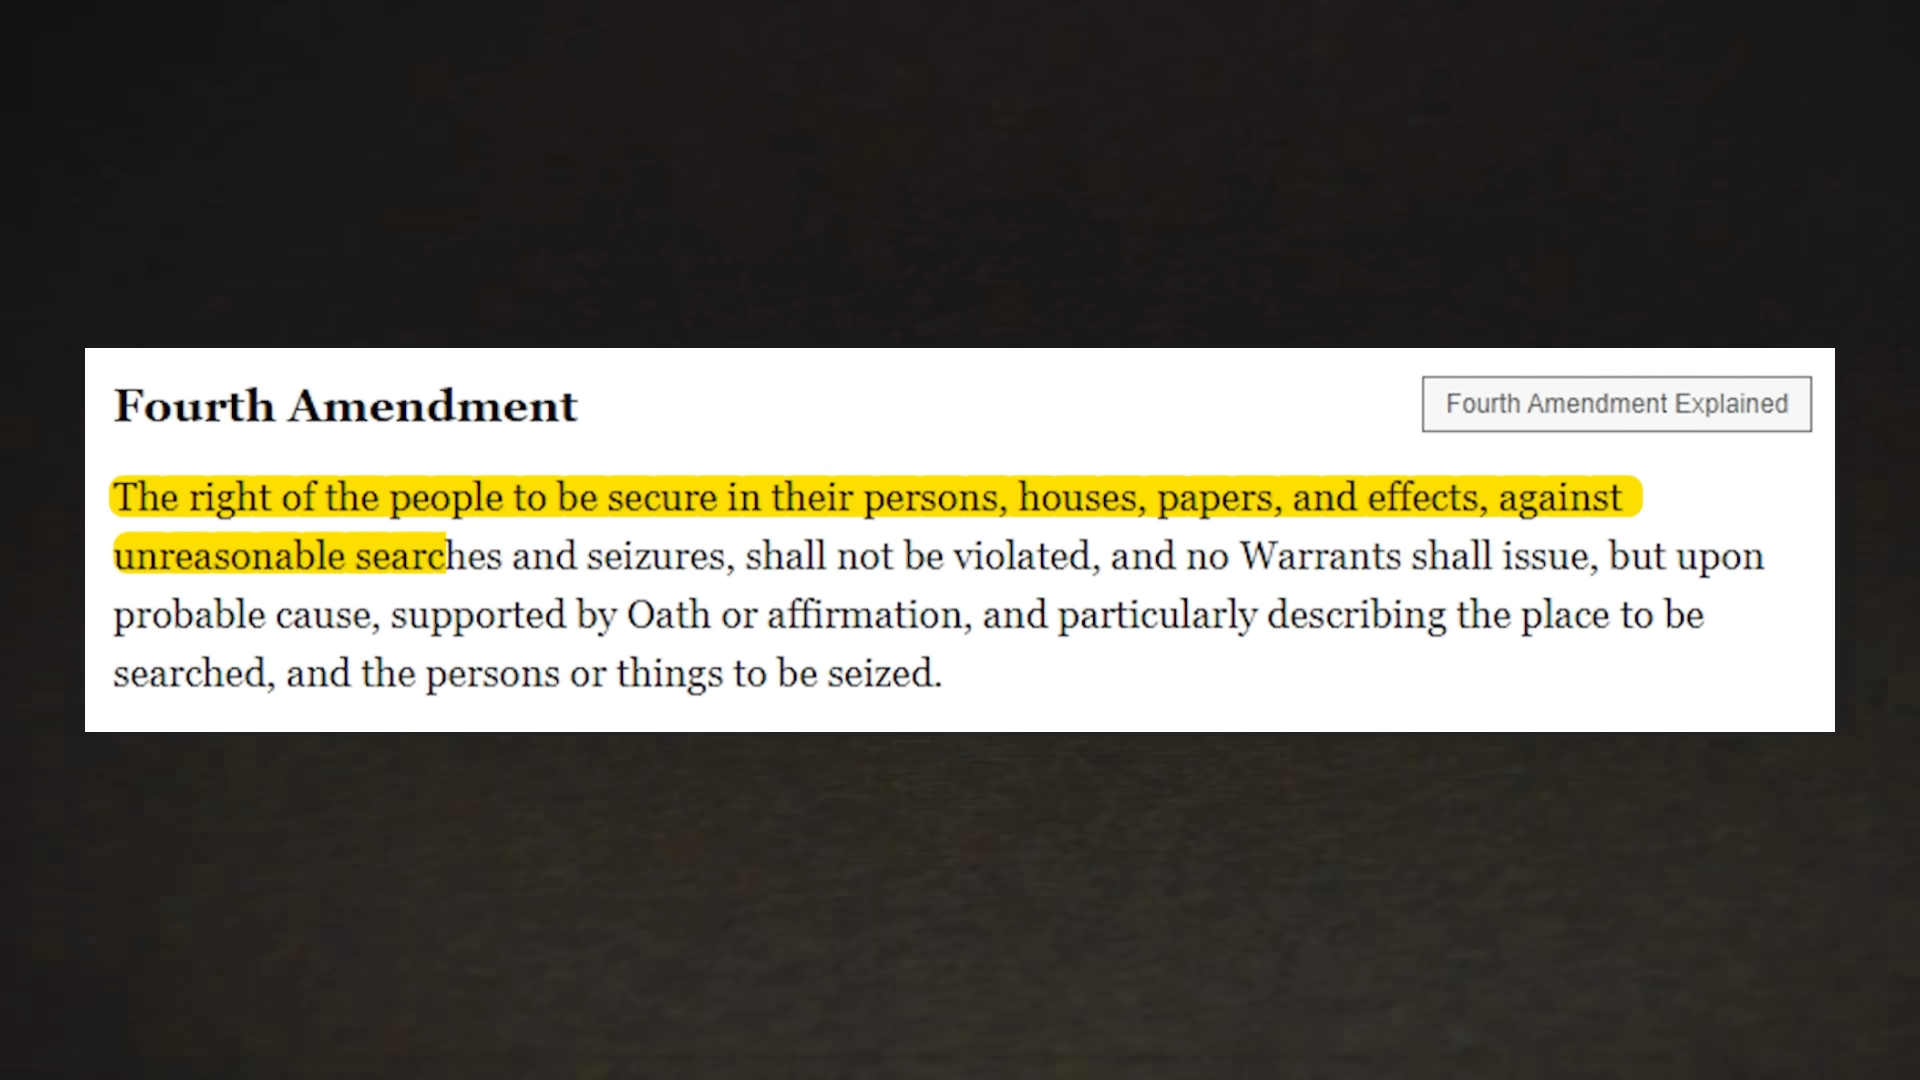 Fourth Amendment
Fourth Amendment Explained
The right of the people to be secure in their persons, houses, papers, and effects, against
unreasonable searches and seizures, shall not be violated, and no Warrants shall issue, but upon
probable cause, supported by Oath or affirmation, and particularly describing the place to be
searched, and the persons or things to be seized.